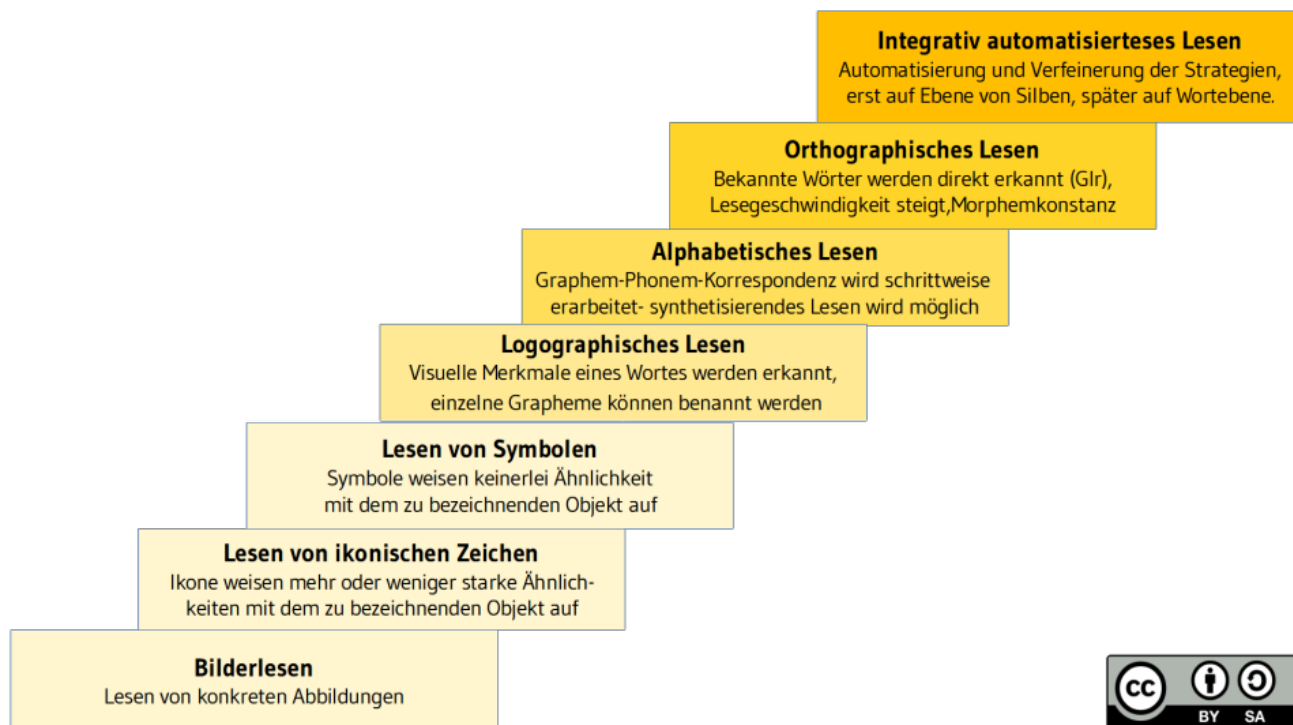 Integrativ automatisierteses Lesen
Automatisierung und Verfeinerung der Strategien,
erst auf Ebene von Silben, später auf Wortebene.
Orthographisches Lesen
Bekannte Wörter werden direkt erkannt (Glr),
Lesegeschwindigkeit steigt,Morphemkonstanz
Alphabetisches Lesen
Graphem-Phonem-Korrespondenz wird schrittweise
erarbeitet- synthetisierendes Lesen wird möglich
Logographisches Lesen
Visuelle Merkmale eines Wortes werden erkannt,
einzelne Grapheme können benannt werden
Lesen von Symbolen
Symbole weisen keinerlei Ähnlichkeit
mit dem zu bezeichnenden Objekt auf
Lesen von ikonischen Zeichen
Ikone weisen mehr oder weniger starke Ähnlich-
keiten mit dem zu bezeichnenden Objekt auf
Bilderlesen
Lesen von konkreten Abbildungen
cc
BY SA